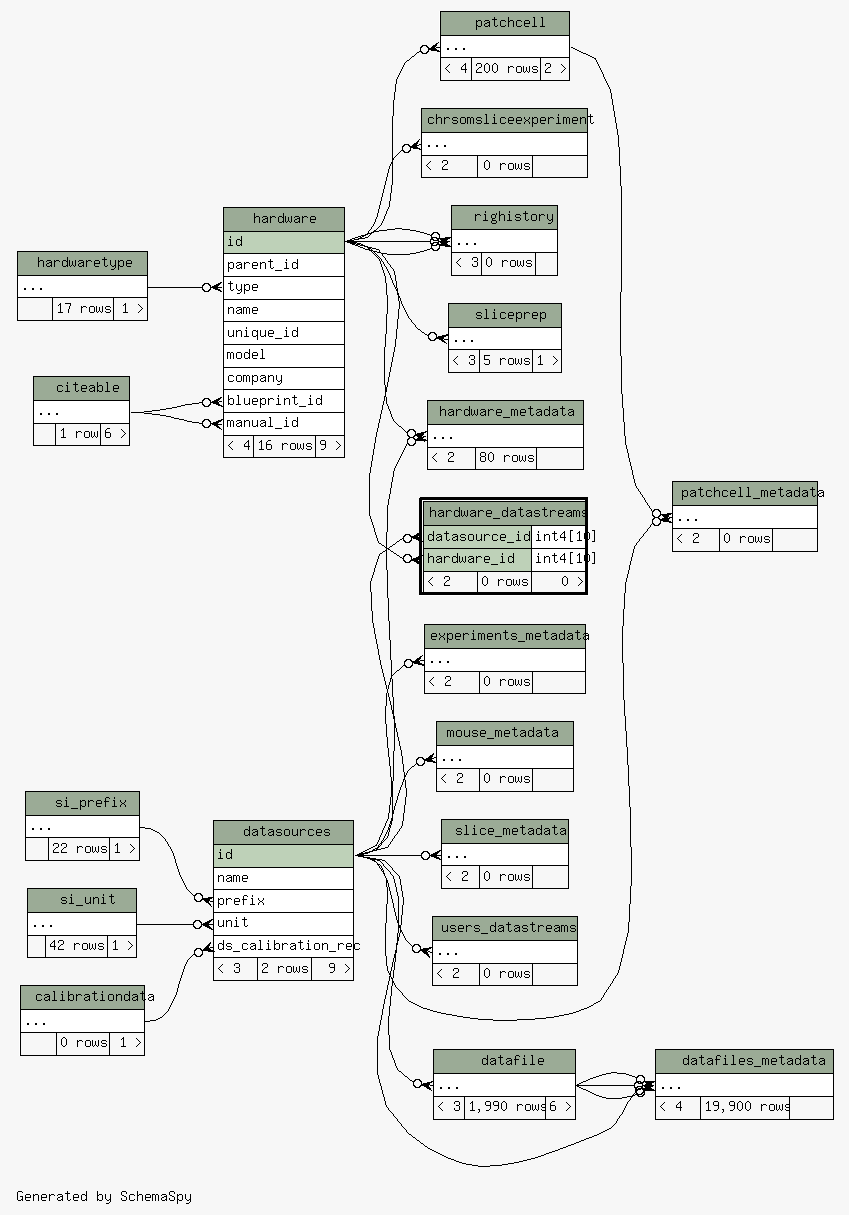 patchcell
...
< 4 200 rows 2 >
chrsomsliceexperiment
...
< 2 0 rows
righistory
...
< 3 0 rows
sliceprep
...
< 3 5 rows 1 >
hardware
id
parent_id
type
name
unique_id
model
company
blueprint_id
manual_id
< 4 16 rows 9 >
hardwaretype
...
17 rows 1 >
citeable
...
1 row 6 >
hardware_metadata
...
< 2 80 rows
hardware_datastreams
datasource_id int4[10]
hardware_id int4[10]
< 2 0 rows 0 >
patchcell_metadata
...
< 2 0 rows
experiments_metadata
...
< 2 0 rows
mouse_metadata
...
< 2 0 rows
si_prefix
...
22 rows 1 >
si_unit
...
42 rows 1 >
calibrationdata
...
0 rows 1 >
datasources
id
name
prefix
unit
ds_calibration_rec
< 3 2 rows 9 >
slice_metadata
...
< 2 0 rows
users_datastreams
...
< 2 0 rows
datafile
...
< 3 1,990 rows 6 >
datafiles_metadata
...
< 4 19,900 rows
Generated by SchemaSpy